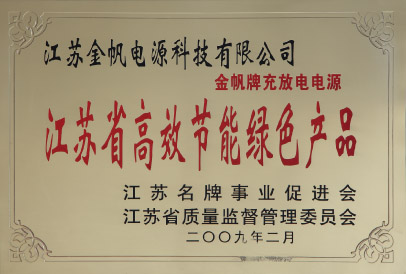 江苏金帆电源科技有限公司
金帆牌充放电电源
江苏省高效节能绿色产品
江苏名牌事业促进会
江苏省质量监督管理委员会
二〇〇九年二月